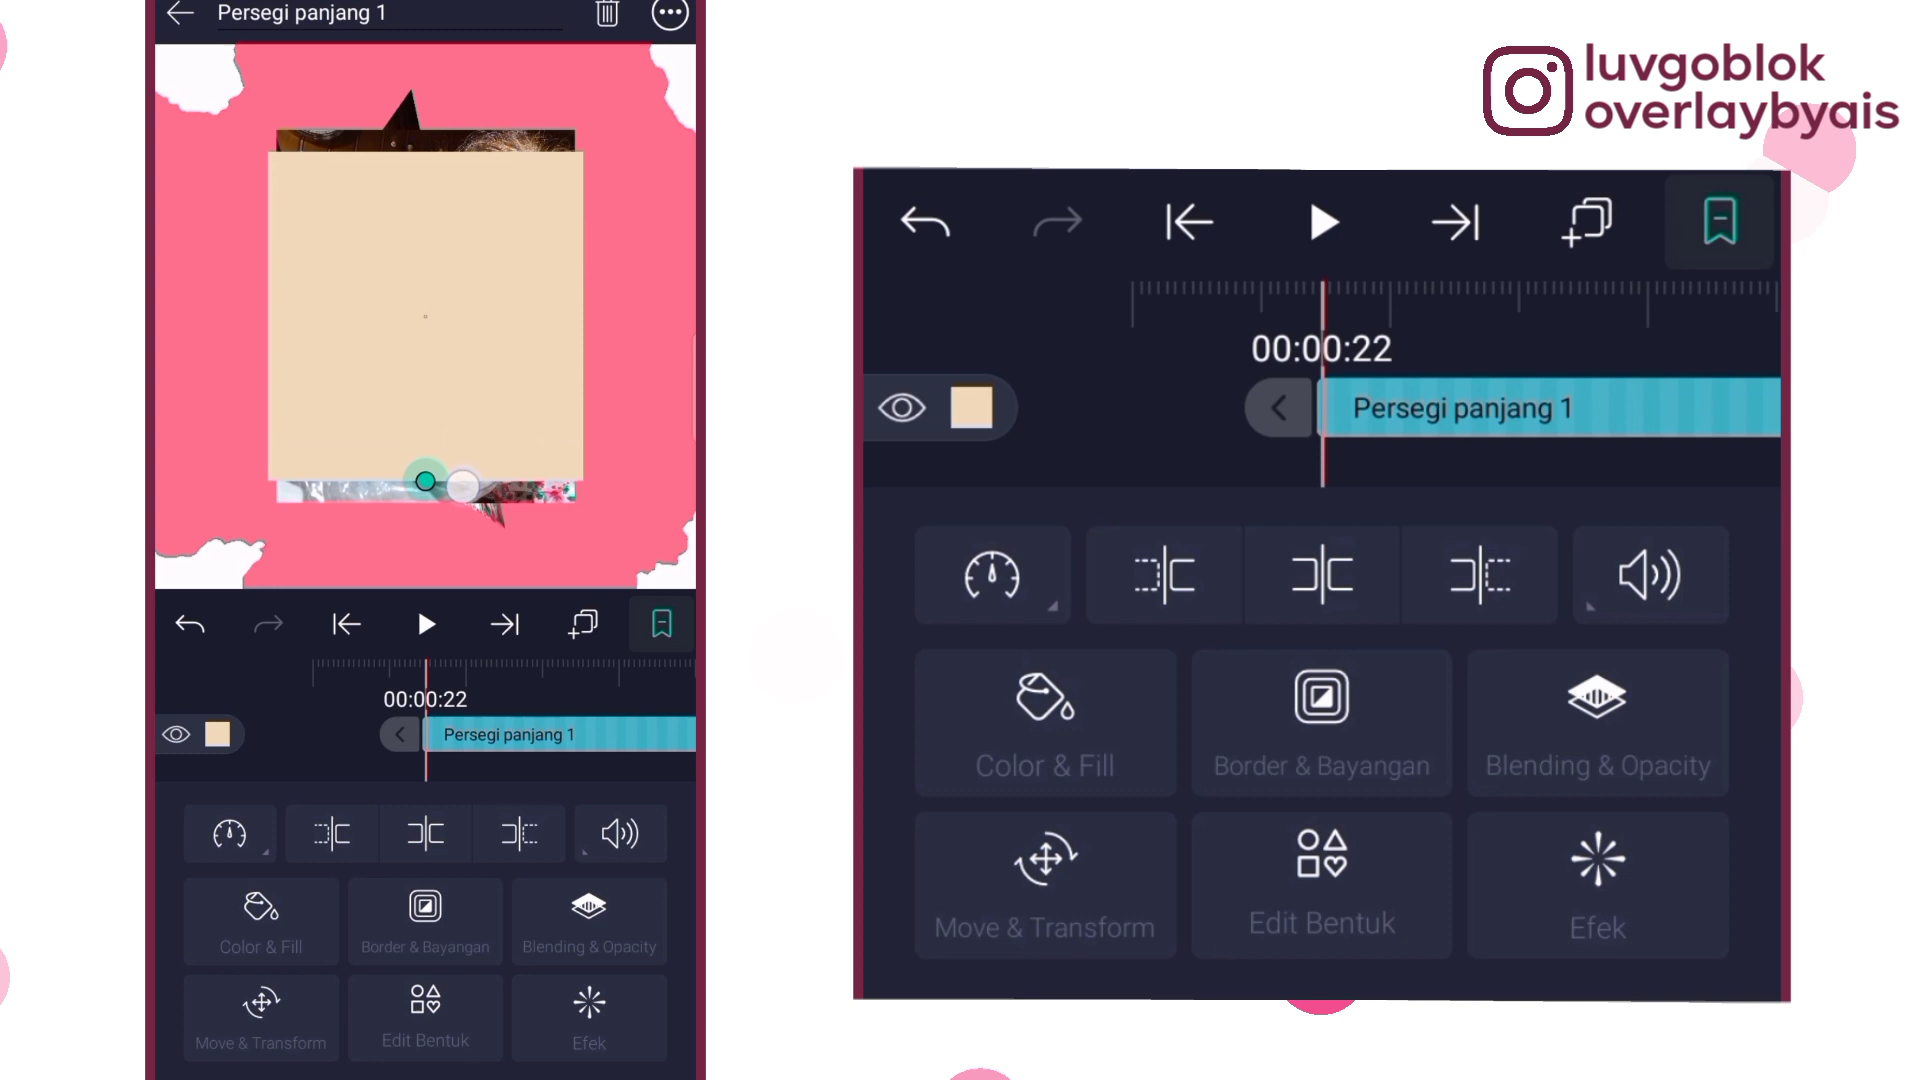 Persegi panjang 1
luvgoblok
overlaybyais
00:00:22
Persegi panjang 1
Color & Fill
Border & Bayangan
Blending & Opacity
Move & Transform
Edit Bentuk
Efek
00:00:22
Persegi panjang 1
Color & Fill
Border & Bayangan
Blending & Opacity
Move & Transform
Edit Bentuk
Efek